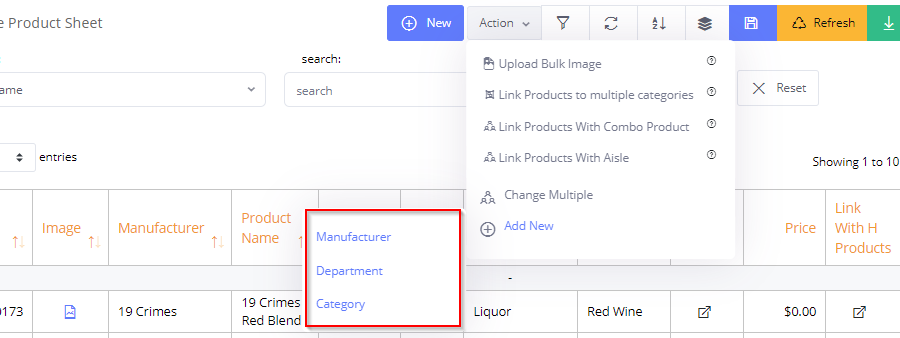 e Product Sheet
New
Action
Refresh
search:
ame
search
Reset
Upload Bulk Image
Link Products to multiple categories
Link Products With Combo Product
Link Products With Aisle
Change Multiple
Add New
entries
Showing 1 to 10
Image
Manufacturer
Product
Name
Price
Link
With H
Products
Manufacturer
Department
Category
-
0173
19 Crimes
19 Crimes
Red Blend
Liquor
Red Wine
$0.00